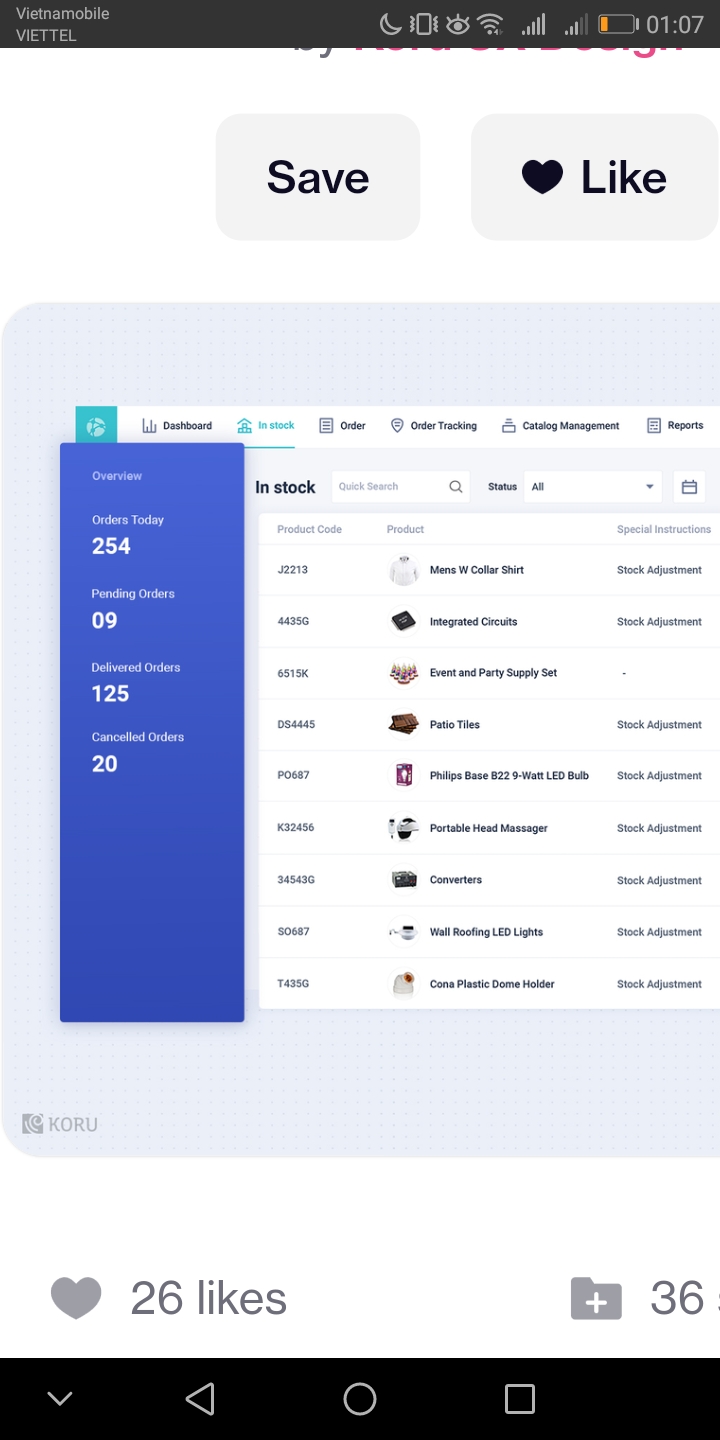 Vietnamobile
VIETTEL
01:07
by Koru UX Design
Save
Like
Dashboard
In stock
Order
Order Tracking
Catalog Management
Reports
Overview
Orders Today
254
Pending Orders
09
Delivered Orders
125
Cancelled Orders
20
In stock
Quick Search
Status
All
Product Code Product Special Instructions
J2213 Mens W Collar Shirt Stock Adjustment
4435G Integrated Circuits Stock Adjustment
6515K Event and Party Supply Set -
DS4445 Patio Tiles Stock Adjustment
PO687 Philips Base B22 9-Watt LED Bulb Stock Adjustment
K32456 Portable Head Massager Stock Adjustment
34543G Converters Stock Adjustment
SO687 Wall Roofing LED Lights Stock Adjustment
T435G Cona Plastic Dome Holder Stock Adjustment
KORU
26 likes
36